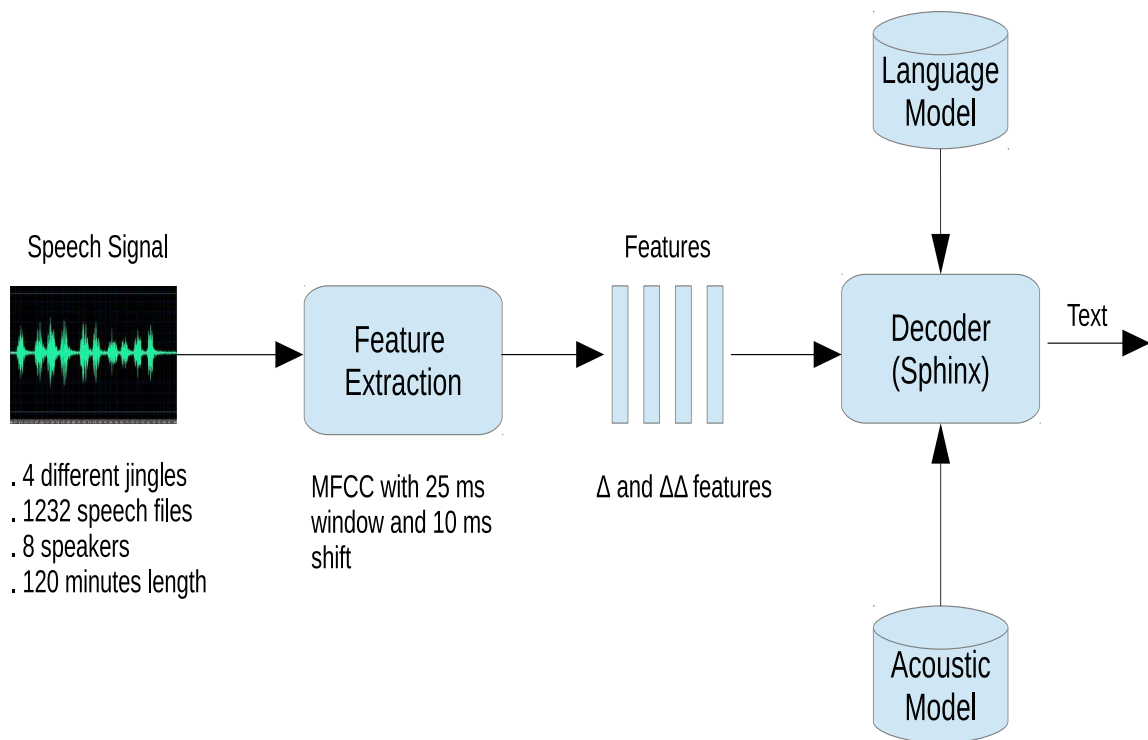 Language
Model
Speech Signal
Features
Feature
Extraction
Decoder
(Sphinx)
Text
. 4 different jingles
. 1232 speech files
. 8 speakers
. 120 minutes length
MFCC with 25 ms
window and 10 ms
shift
Δ and ΔΔ features
Acoustic
Model